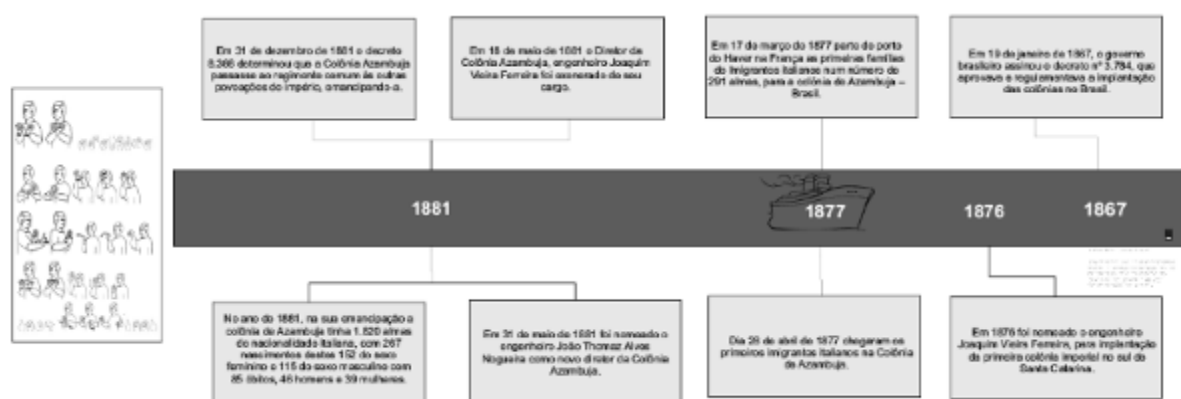 Em 31 de dezembro de 1881 o decreto
8.366 determinou que a Colônia Azambuja
passasse ao regimento comum às outras
povoações do império, emancipando-a.
Em 18 de maio de 1881 o Diretor da
Colônia Azambuja, engenheiro Joaquim
Vieira Ferreira foi exonerado do seu
cargo.
Em 17 de março de 1877 parte do porto
do Haver na França as primeiras famílias
de imigrantes italianos num número de
291 almas, para a colônia de Azambuja –
Brasil.
Em 19 de janeiro de 1867, o governo
brasileiro assinou o decreto nº 3.784, que
aprovava e regulamentava a implantação
das colônias no Brasil.
1881
1877
1876
1867
No ano de 1881, na sua emancipação a
colônia de Azambuja tinha 1.820 almas
de nacionalidade italiana, com 267
nascimentos destes 152 do sexo
feminino e 115 do sexo masculino com
85 óbitos, 46 homens e 39 mulheres.
Em 31 de maio de 1881 foi nomeado o
engenheiro João Thomaz Alves
Nogueira como novo diretor da Colônia
Azambuja.
Dia 28 de abril de 1877 chegaram os
primeiros imigrantes italianos na Colônia
de Azambuja.
Em 1876 foi nomeado o engenheiro
Joaquim Vieira Ferreira, para implantação
da primeira colônia imperial no sul de
Santa Catarina.